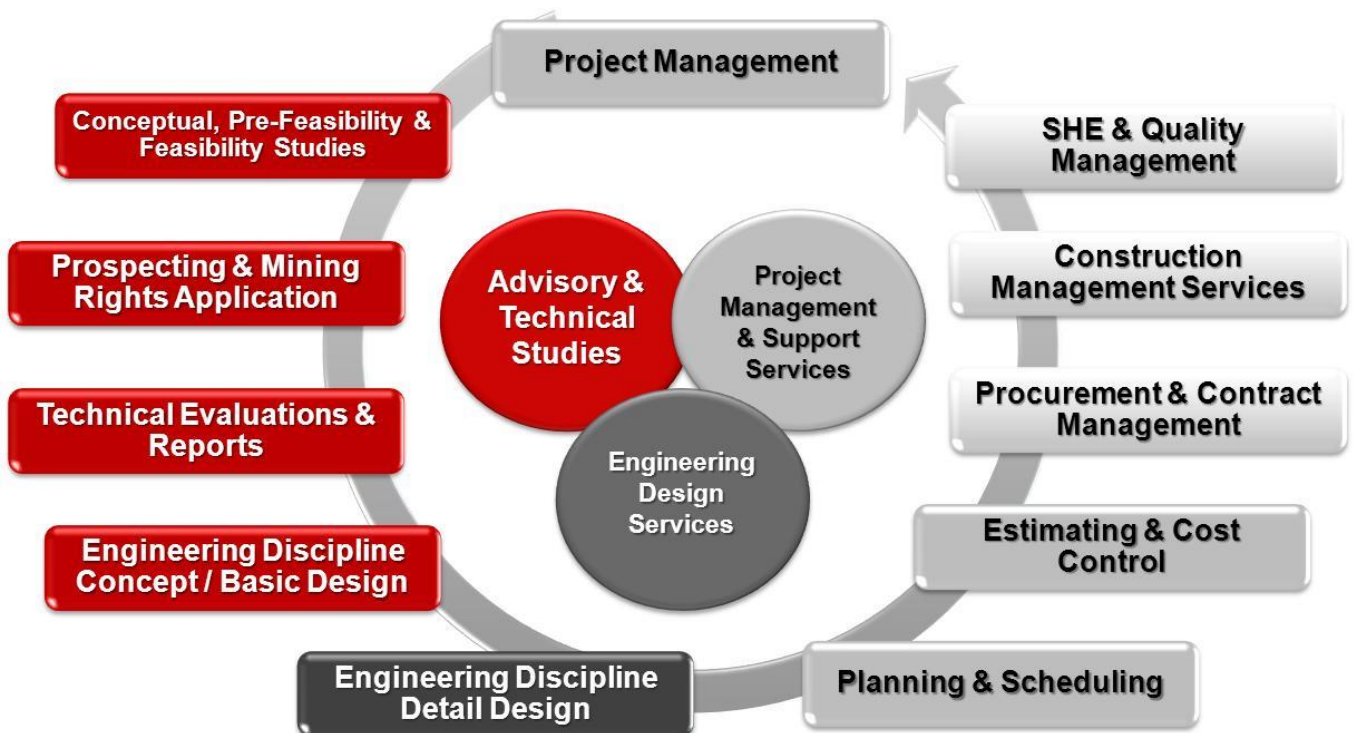 Project Management
Conceptual, Pre-Feasibility &
Feasibility Studies
Prospecting & Mining
Rights Application
Technical Evaluations &
Reports
Engineering Discipline
Concept / Basic Design
Engineering Discipline
Detail Design
Advisory &
Technical
Studies
Project
Management
& Support
Services
Engineering
Design
Services
SHE & Quality
Management
Construction
Management Services
Procurement & Contract
Management
Estimating & Cost
Control
Planning & Scheduling